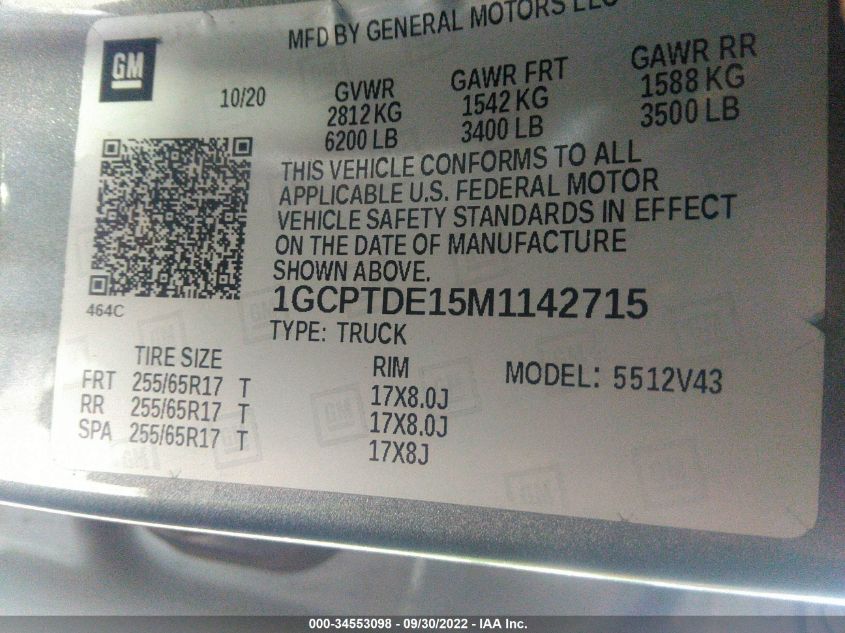 MFD BY GENERAL MOTORS LLC
GM
10/20
GVWR
2812 KG
6200 LB
GAWR FRT
1542 KG
3400 LB
GAWR RR
1588 KG
3500 LB
THIS VEHICLE CONFORMS TO ALL
APPLICABLE U.S. FEDERAL MOTOR
VEHICLE SAFETY STANDARDS IN EFFECT
ON THE DATE OF MANUFACTURE
SHOWN ABOVE.
464C
1GCPTDE15M1142715
TYPE: TRUCK
TIRE SIZE RIM MODEL: 5512V43
FRT 255/65R17 T 17X8.0J
RR 255/65R17 T 17X8.0J
SPA 255/65R17 T 17X8J
000-34553098 - 09/30/2022 - IAA Inc.